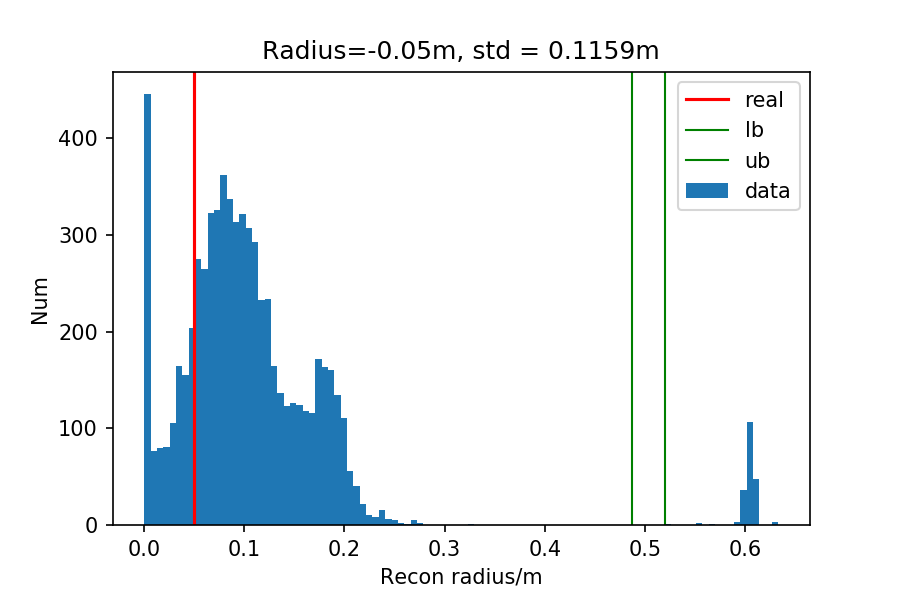 Radius=-0.05m, std = 0.1159m
real
lb
ub
data
400
300
200
100
0
Num
0.0 0.1 0.2 0.3 0.4 0.5 0.6
Recon radius/m